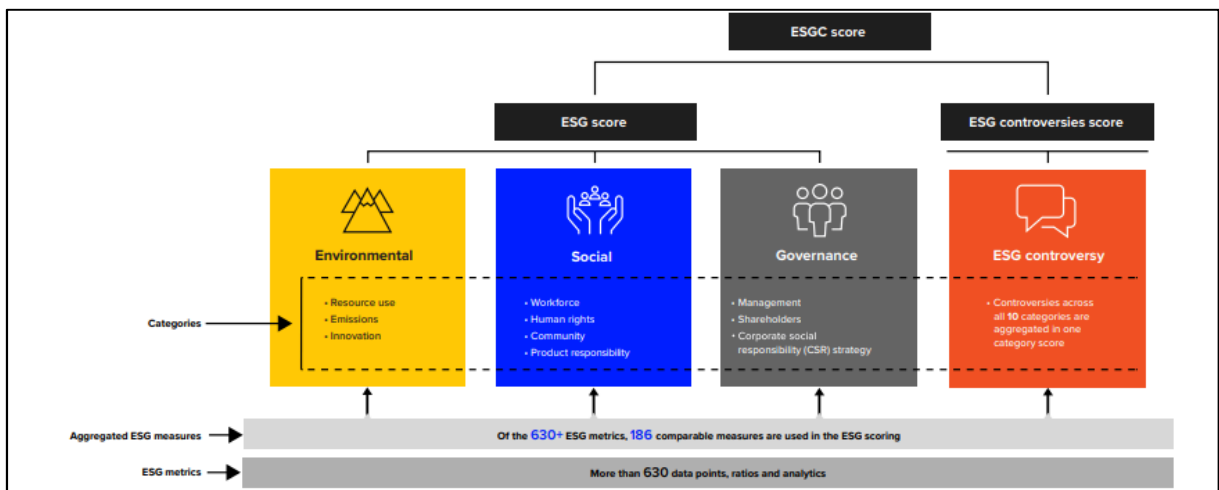 ESGC score
ESG score
ESG controversies score
Environmental
Social
Governance
ESG controversy
Categories
• Resource use
• Emissions
• Innovation
• Workforce
• Human rights
• Community
• Product responsibility
• Management
• Shareholders
• Corporate social
responsibility (CSR) strategy
• Controversies across
all 10 categories are
aggregated in one
category score
Aggregated ESG measures
Of the 630+ ESG metrics, 186 comparable measures are used in the ESG scoring
ESG metrics
More than 630 data points, ratios and analytics